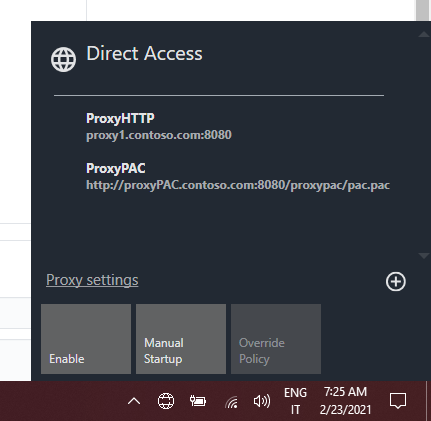 Direct Access
ProxyHTTP
proxy1.contoso.com:8080
ProxyPAC
http://proxyPAC.contoso.com:8080/proxypac/pac.pac
Proxy settings
Enable
Manual
Startup
Override
Policy
ENG
IT
7:25 AM
2/23/2021